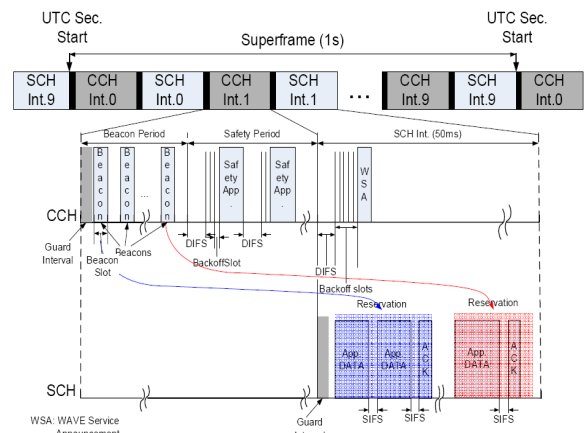 UTC Sec.
Start
UTC Sec.
Start
Superframe (1s)
SCH
Int.9
CCH
Int.0
SCH
Int.0
CCH
Int.1
SCH
Int.1
...
CCH
Int.9
SCH
Int.9
CCH
Int.0
Beacon Period
Safety Period
SCH Int. (50ms)
Beacon
Beacon
...
Beacon
Safety App.
Safety App.
WSA
CCH
Guard
Interval
Beacon
Slot
Beacons
DIFS
BackoffSlot
DIFS
DIFS
Backoff slots
Reservation
Reservation
App.
DATA
App.
DATA
ACK
App.
DATA
ACK
SCH
WSA: WAVE Service
Announcement
Guard
SIFS
SIFS
SIFS